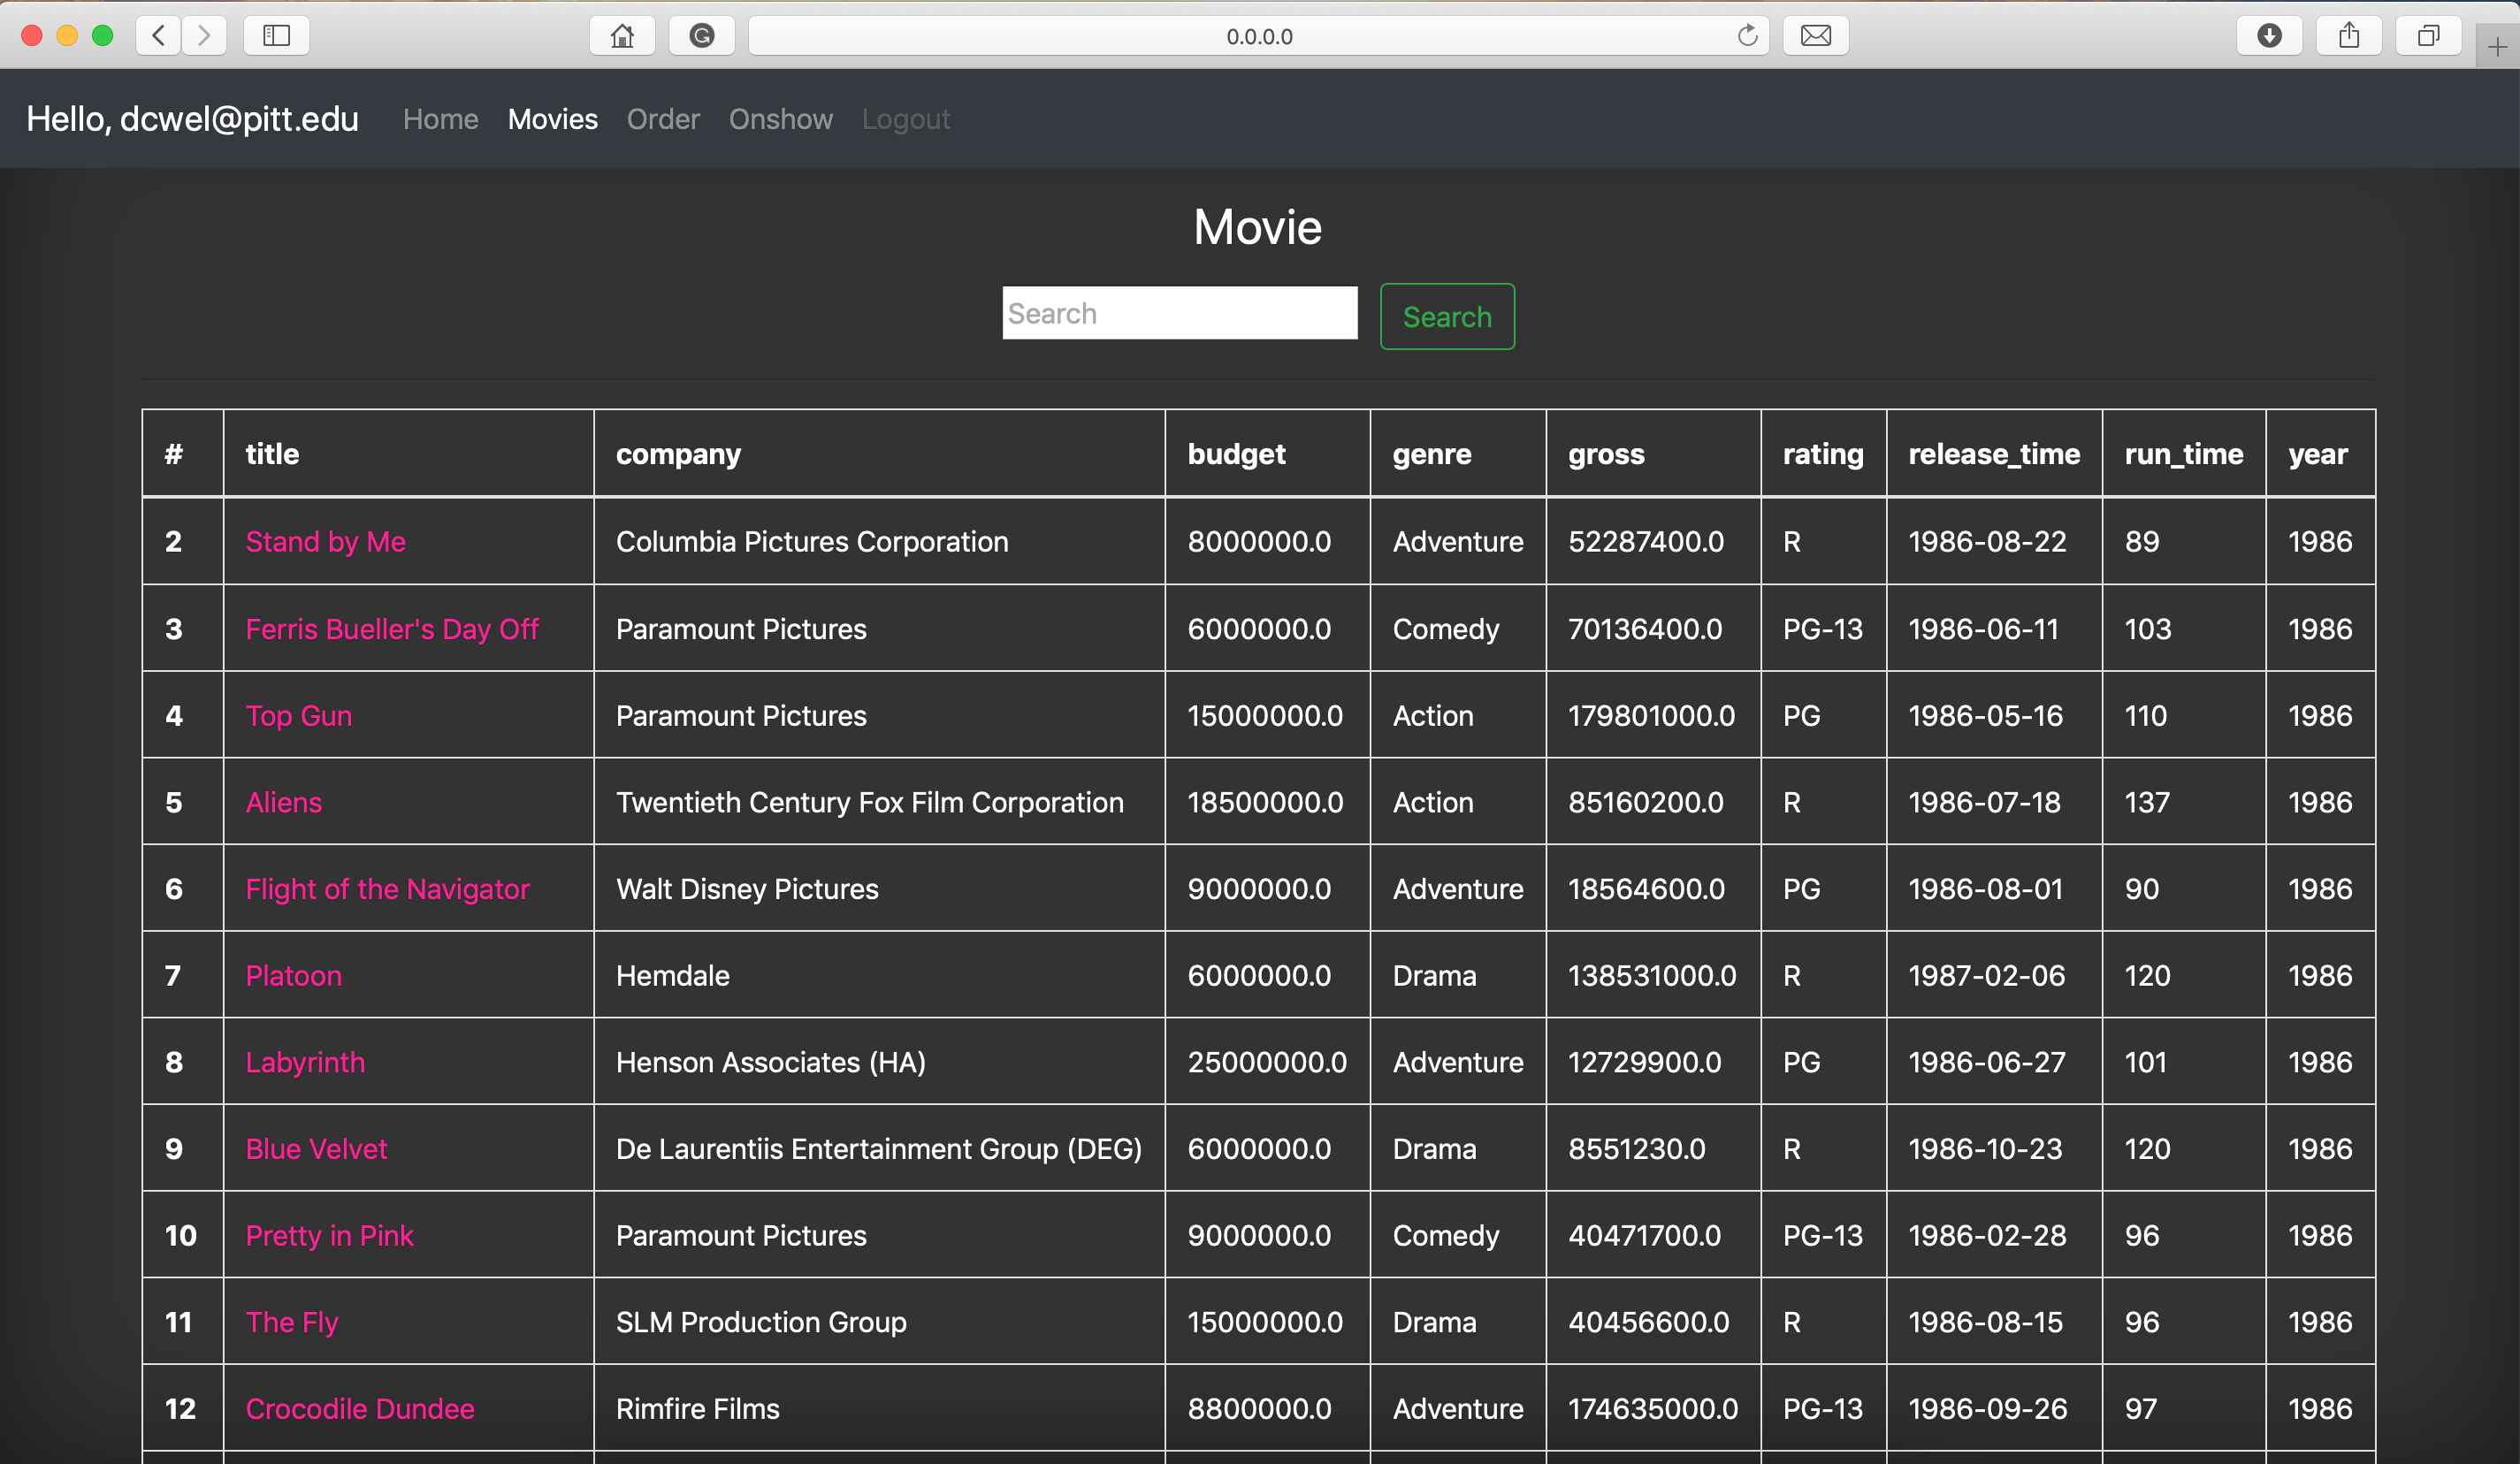 0.0.0.0
Hello, dcwel@pitt.edu Home Movies Order Onshow Logout
Movie
Search Search
# title company budget genre gross rating release_time run_time year
2 Stand by Me Columbia Pictures Corporation 8000000.0 Adventure 52287400.0 R 1986-08-22 89 1986
3 Ferris Bueller's Day Off Paramount Pictures 6000000.0 Comedy 70136400.0 PG-13 1986-06-11 103 1986
4 Top Gun Paramount Pictures 15000000.0 Action 179801000.0 PG 1986-05-16 110 1986
5 Aliens Twentieth Century Fox Film Corporation 18500000.0 Action 85160200.0 R 1986-07-18 137 1986
6 Flight of the Navigator Walt Disney Pictures 9000000.0 Adventure 18564600.0 PG 1986-08-01 90 1986
7 Platoon Hemdale 6000000.0 Drama 138531000.0 R 1987-02-06 120 1986
8 Labyrinth Henson Associates (HA) 25000000.0 Adventure 12729900.0 PG 1986-06-27 101 1986
9 Blue Velvet De Laurentiis Entertainment Group (DEG) 6000000.0 Drama 8551230.0 R 1986-10-23 120 1986
10 Pretty in Pink Paramount Pictures 9000000.0 Comedy 40471700.0 PG-13 1986-02-28 96 1986
11 The Fly SLM Production Group 15000000.0 Drama 40456600.0 R 1986-08-15 96 1986
12 Crocodile Dundee Rimfire Films 8800000.0 Adventure 174635000.0 PG-13 1986-09-26 97 1986